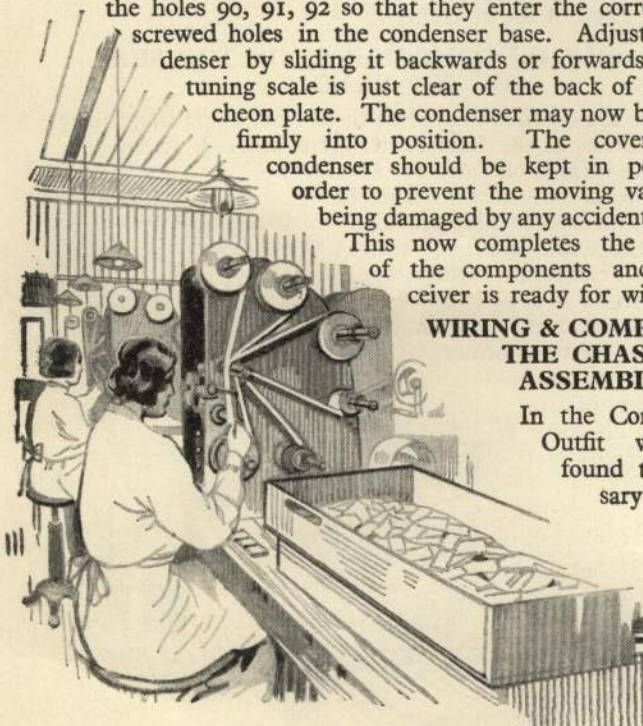 the holes 90, 91, 92 so that they enter the corr
screwed holes in the condenser base. Adjust
denser by sliding it backwards or forwards
tuning scale is just clear of the back of
cheon plate. The condenser may now b
firmly into position. The cove
condenser should be kept in p
order to prevent the moving va
being damaged by any accident
This now completes the
of the components and
ceiver is ready for wi
WIRING & COMP
THE CHAS
ASSEMBL
In the Co
Outfit w
found t
sary